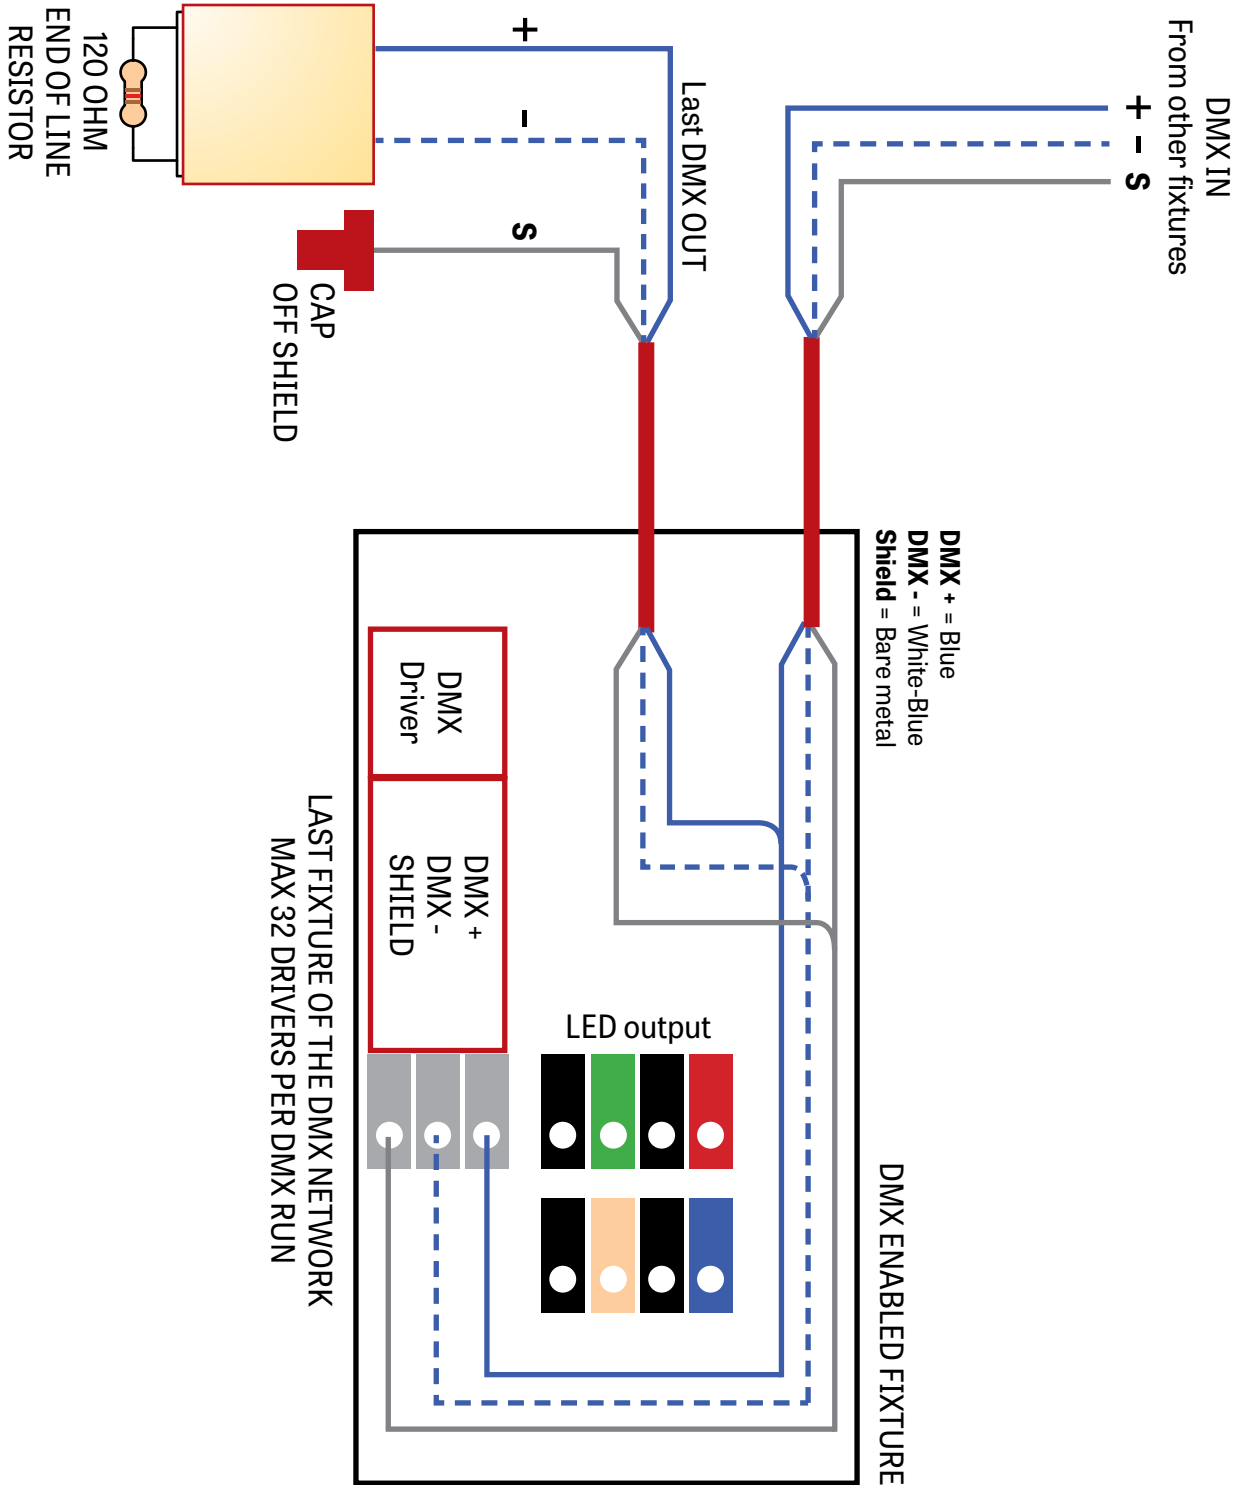 DMX IN
From other fixtures
+
-
s
Last DMX OUT
+
-
s
120 OHM
END OF LINE
RESISTOR
CAP
OFF SHIELD
DMX + = Blue
DMX - = White-Blue
Shield = Bare metal
DMX ENABLED FIXTURE
DMX
Driver
DMX +
DMX -
SHIELD
LED output
LAST FIXTURE OF THE DMX NETWORK
MAX 32 DRIVERS PER DMX RUN